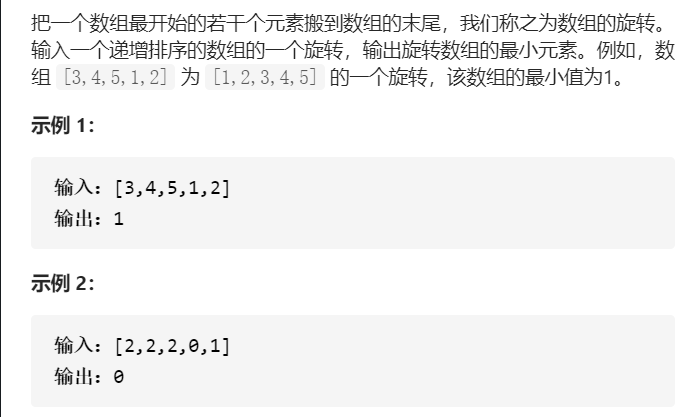 把一个数组最开始的若干个元素搬到数组的末尾，我们称之为数组的旋转。
输入一个递增排序的数组的一个旋转，输出旋转数组的最小元素。例如，数
组 [3,4,5,1,2] 为 [1,2,3,4,5] 的一个旋转，该数组的最小值为1。
示例 1：
输入：[3,4,5,1,2]
输出：1
示例 2：
输入：[2,2,2,0,1]
输出：0